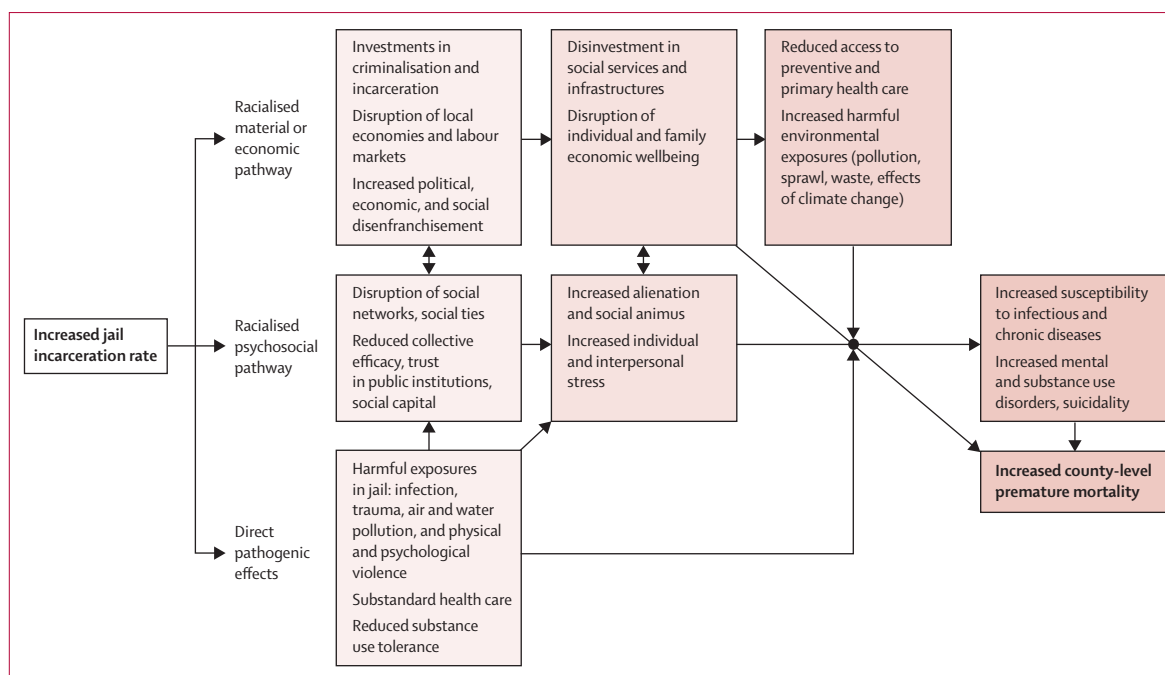 Increased jail
incarceration rate
Racialised
material or
economic
pathway
Racialised
psychosocial
pathway
Direct
pathogenic
effects
Investments in
criminalisation and
incarceration
Disruption of local
economies and labour
markets
Increased political,
economic, and social
disenfranchisement
Disruption of social
networks, social ties
Reduced collective
efficacy, trust
in public institutions,
social capital
Harmful exposures
in jail: infection,
trauma, air and water
pollution, and physical
and psychological
violence
Substandard health care
Reduced substance
use tolerance
Disinvestment in
social services and
infrastructures
Disruption of
individual and family
economic wellbeing
Increased alienation
and social animus
Increased individual
and interpersonal
stress
Reduced access to
preventive and
primary health care
Increased harmful
environmental
exposures (pollution,
sprawl, waste, effects
of climate change)
Increased susceptibility
to infectious and
chronic diseases
Increased mental
and substance use
disorders, suicidality
Increased county-level
premature mortality